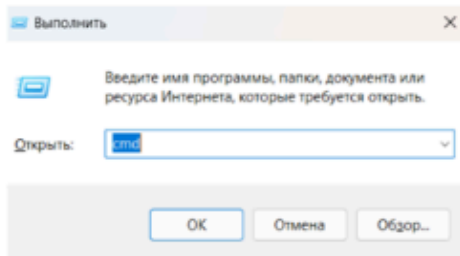 Выполнить
Введите имя программы, папки, документа или
ресурса Интернета, которые требуется открыть.
Открыть: cmd
ОК Отмена Обзор...